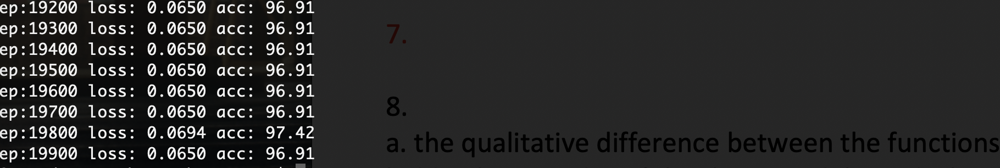 ep:19200 loss: 0.0650 acc: 96.91
ep:19300 loss: 0.0650 acc: 96.91
ep:19400 loss: 0.0650 acc: 96.91
ep:19500 loss: 0.0650 acc: 96.91
ep:19600 loss: 0.0650 acc: 96.91
ep:19700 loss: 0.0650 acc: 96.91
ep:19800 loss: 0.0694 acc: 97.42
ep:19900 loss: 0.0650 acc: 96.91
7.
8.
a. the qualitative difference between the functions